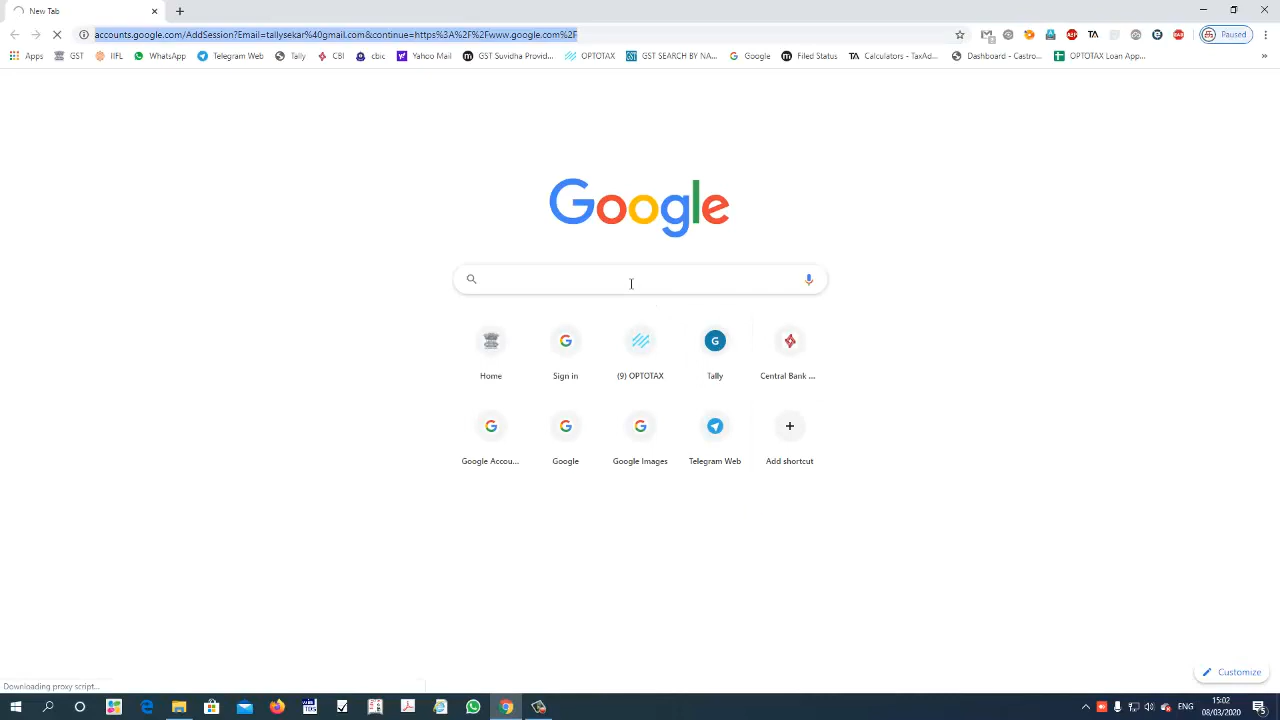 New Tab
accounts.google.com/AddSession?Email=tallysekar%40gmail.com&continue=https%3A%2F%2Fwww.google.com%2F
Paused
Apps GST IIFL WhatsApp Telegram Web Tally CBI cbic Yahoo Mail GST Suvidha Provid... OPTOTAX GST SEARCH BY NA... Google Filed Status TA Calculators - TaxAd... Dashboard - Castro... OPTOTAX Loan App...
Google
Home Sign in (9) OPTOTAX Tally Central Bank ...
Google Accou... Google Google Images Telegram Web Add shortcut
Customize
Downloading proxy script...
ENG
15:02
08/03/2020